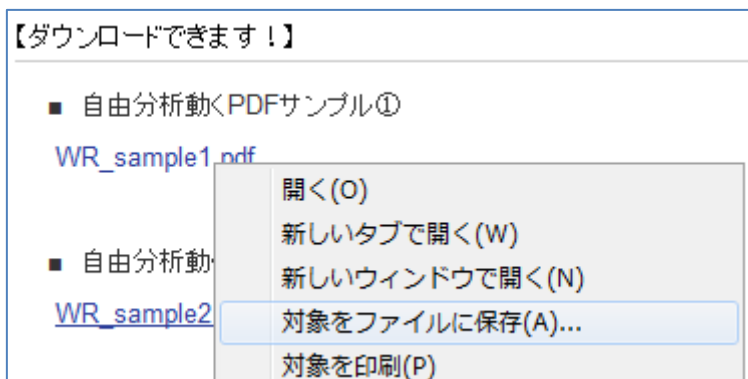 【ダウンロードできます！】
■ 自由分析動くPDFサンプル①
WR_sample1.pdf
開く(O)
新しいタブで開く(W)
■ 自由分析動
新しいウィンドウで開く(N)
WR_sample2
対象をファイルに保存(A)...
対象を印刷(P)